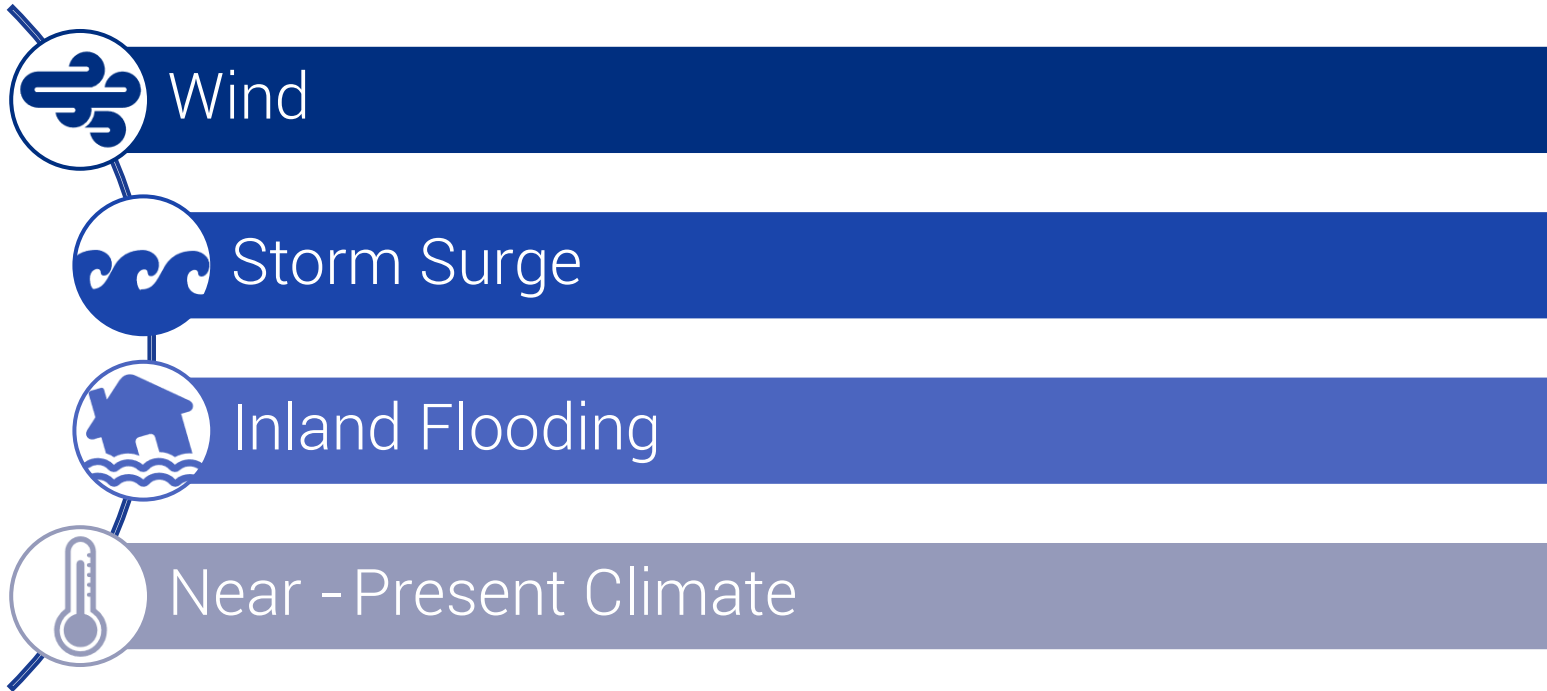 Wind
Storm Surge
Inland Flooding
Near - Present Climate